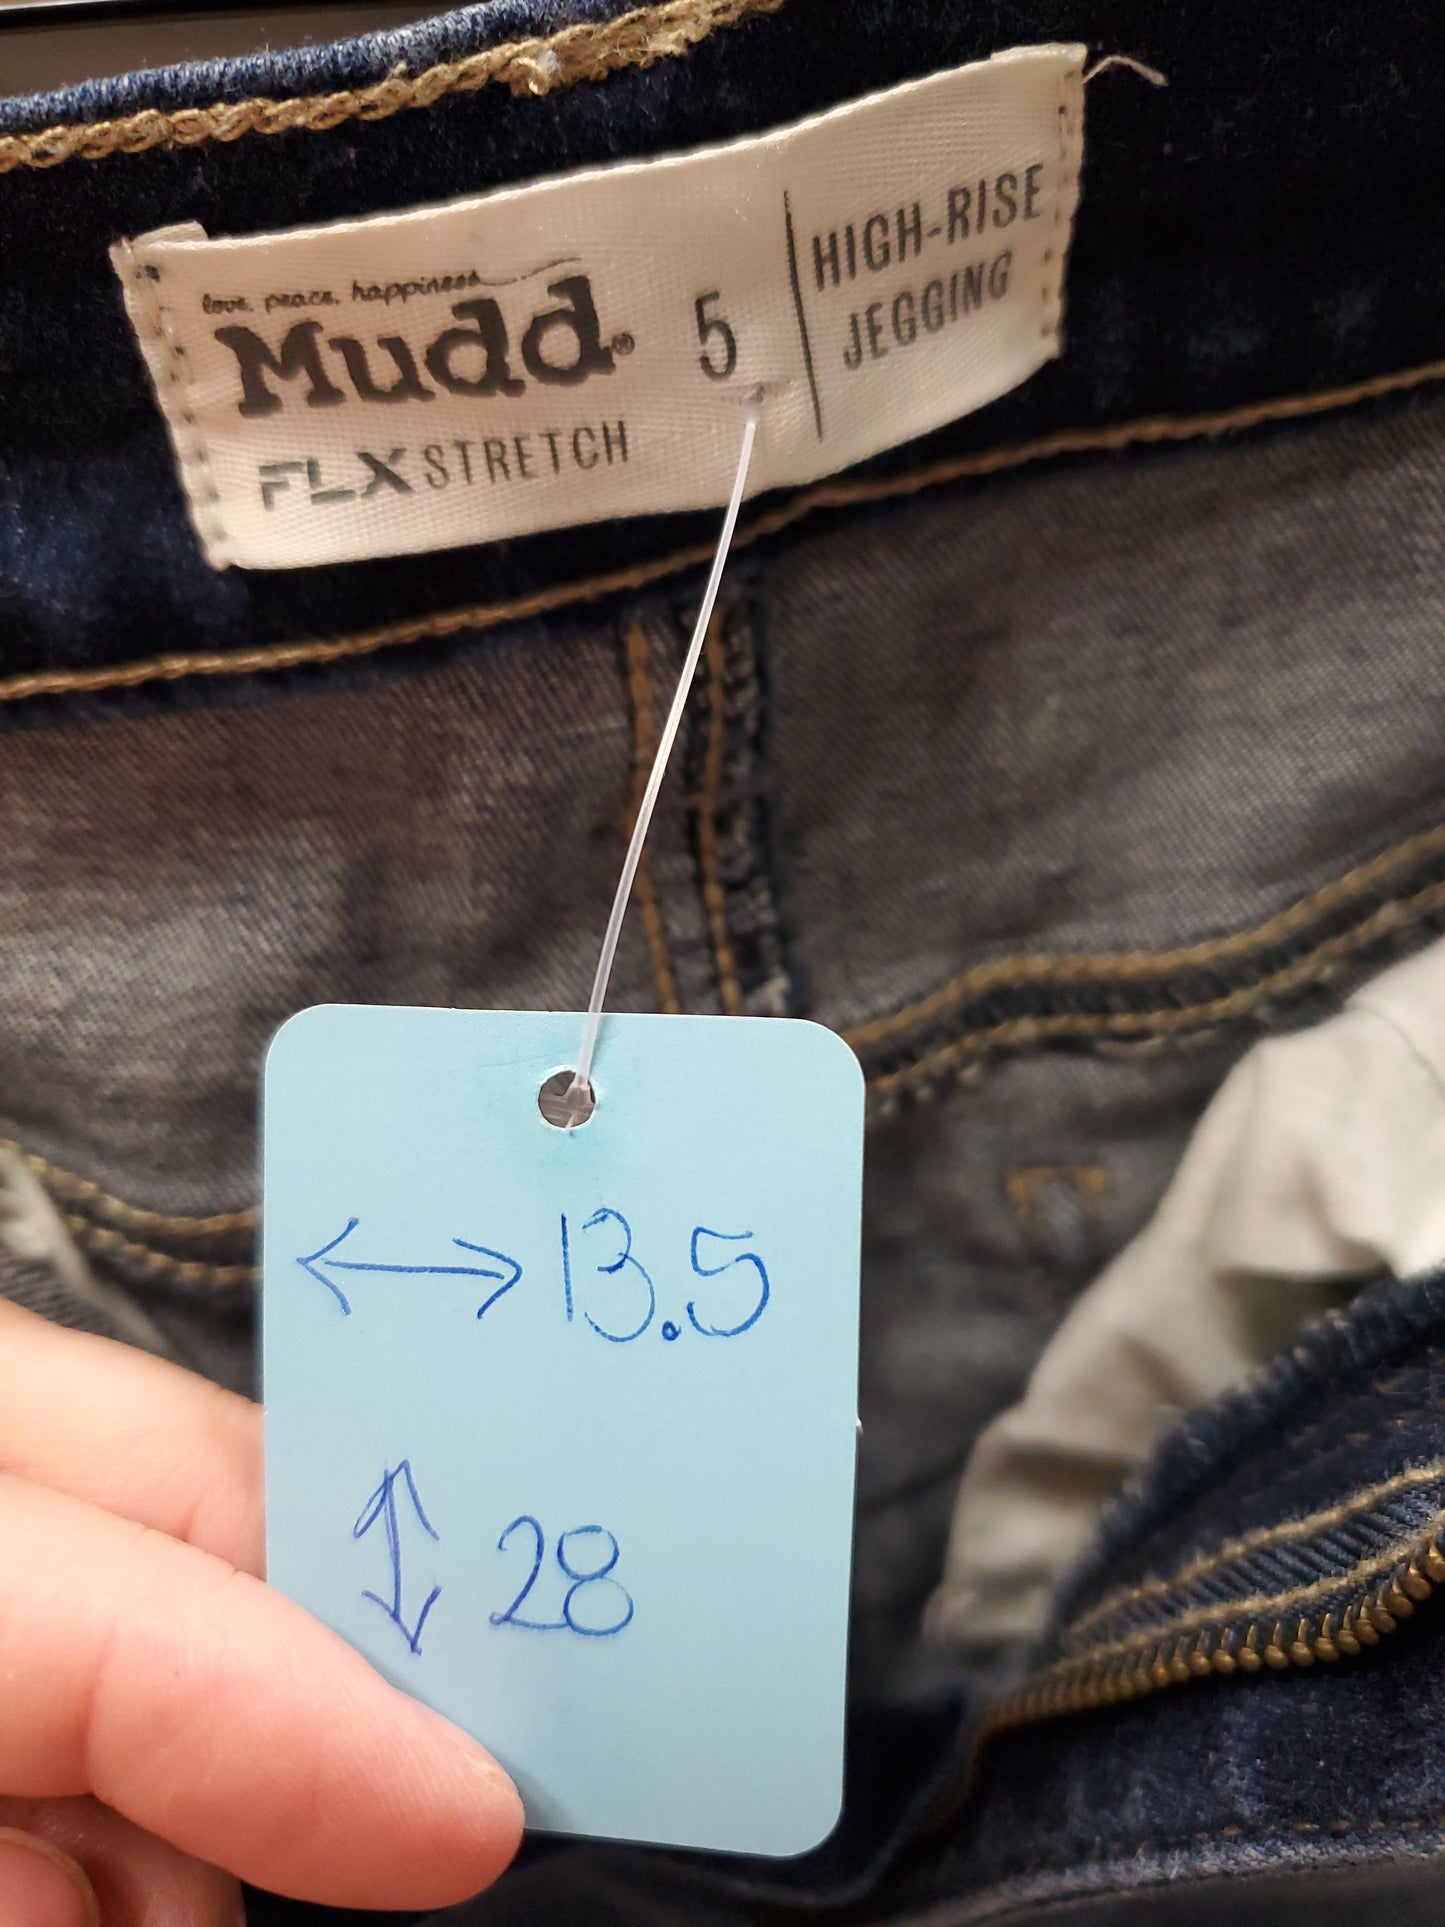 love, peace, happiness
Mudd®
FLX STRETCH
5
HIGH-RISE
JEGGING
↔ 13.5
↕ 28